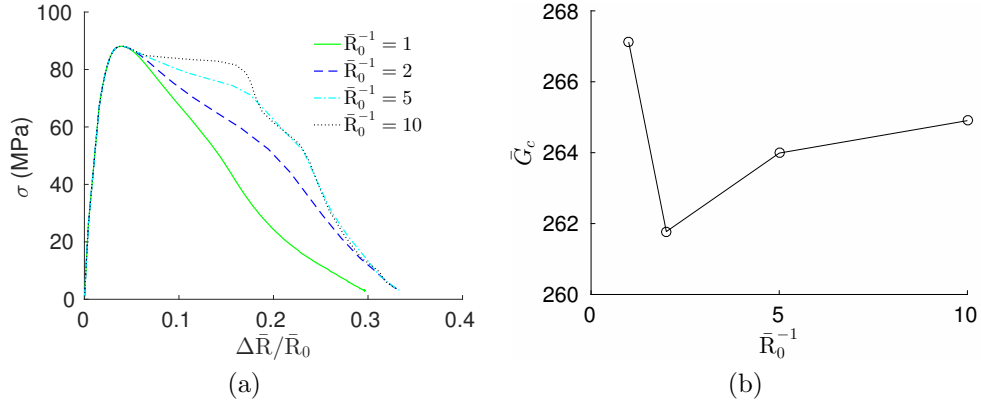 100
80
60
40
20
0
σ (MPa)
0 0.1 0.2 0.3 0.4
ΔR̄/R̄₀
R̄₀⁻¹ = 1
R̄₀⁻¹ = 2
R̄₀⁻¹ = 5
R̄₀⁻¹ = 10
(a)
268
266
264
262
260
Ḡc
0 5 10
R̄₀⁻¹
(b)